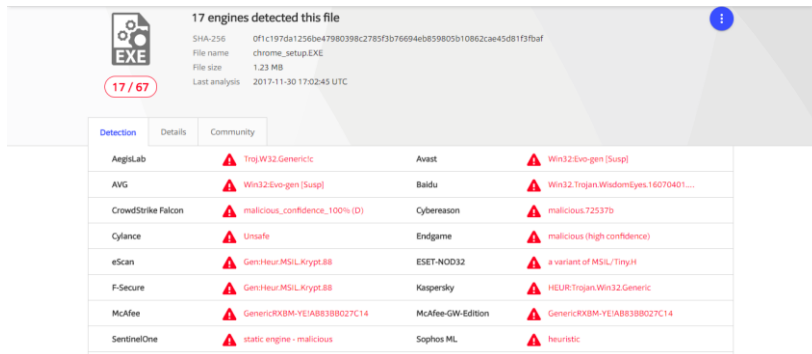 17 engines detected this file
SHA-256 0f1c197da1256be47980398c2785f3b76694eb859805b10862cae45d81f3fbaf
File name chrome_setup.EXE
File size 1.23 MB
Last analysis 2017-11-30 17:02:45 UTC
EXE
17 / 67
Detection Details Community
AegisLab Troj.W32.Generic!c Avast Win32:Evo-gen [Susp]
AVG Win32:Evo-gen [Susp] Baidu Win32.Trojan.WisdomEyes.16070401....
CrowdStrike Falcon malicious_confidence_100% (D) Cybereason malicious.72537b
Cylance Unsafe Endgame malicious (high confidence)
eScan Gen:Heur.MSIL.Krypt.88 ESET-NOD32 a variant of MSIL/Tiny.H
F-Secure Gen:Heur.MSIL.Krypt.88 Kaspersky HEUR:Trojan.Win32.Generic
McAfee GenericRXBM-YE!AB83BB027C14 McAfee-GW-Edition GenericRXBM-YE!AB83BB027C14
SentinelOne static engine - malicious Sophos ML heuristic